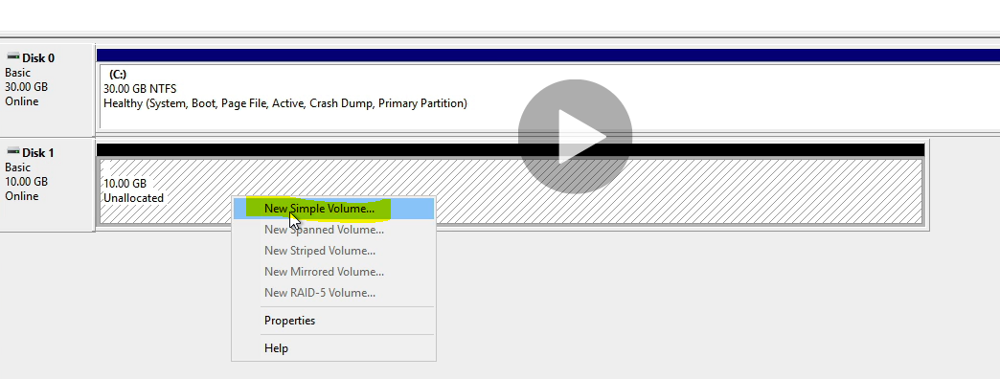 Disk 0
Basic
30.00 GB
Online
(C:)
30.00 GB NTFS
Healthy (System, Boot, Page File, Active, Crash Dump, Primary Partition)
Disk 1
Basic
10.00 GB
Online
10.00 GB
Unallocated
New Simple Volume...
New Spanned Volume...
New Striped Volume...
New Mirrored Volume...
New RAID-5 Volume...
Properties
Help